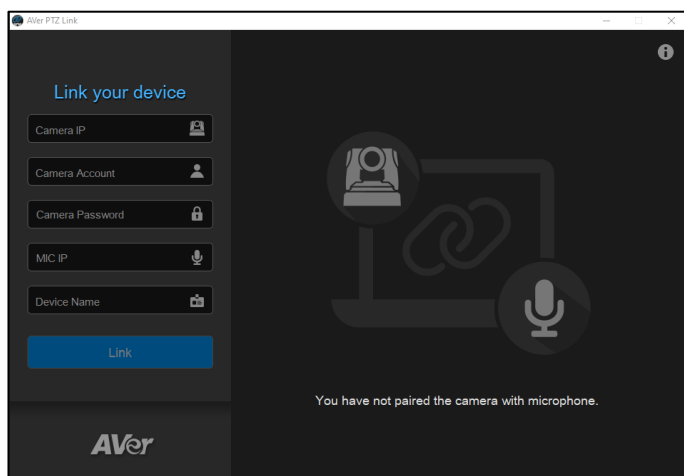 AVer PTZ Link
Link your device
Camera IP
Camera Account
Camera Password
MIC IP
Device Name
Link
You have not paired the camera with microphone.
AVer